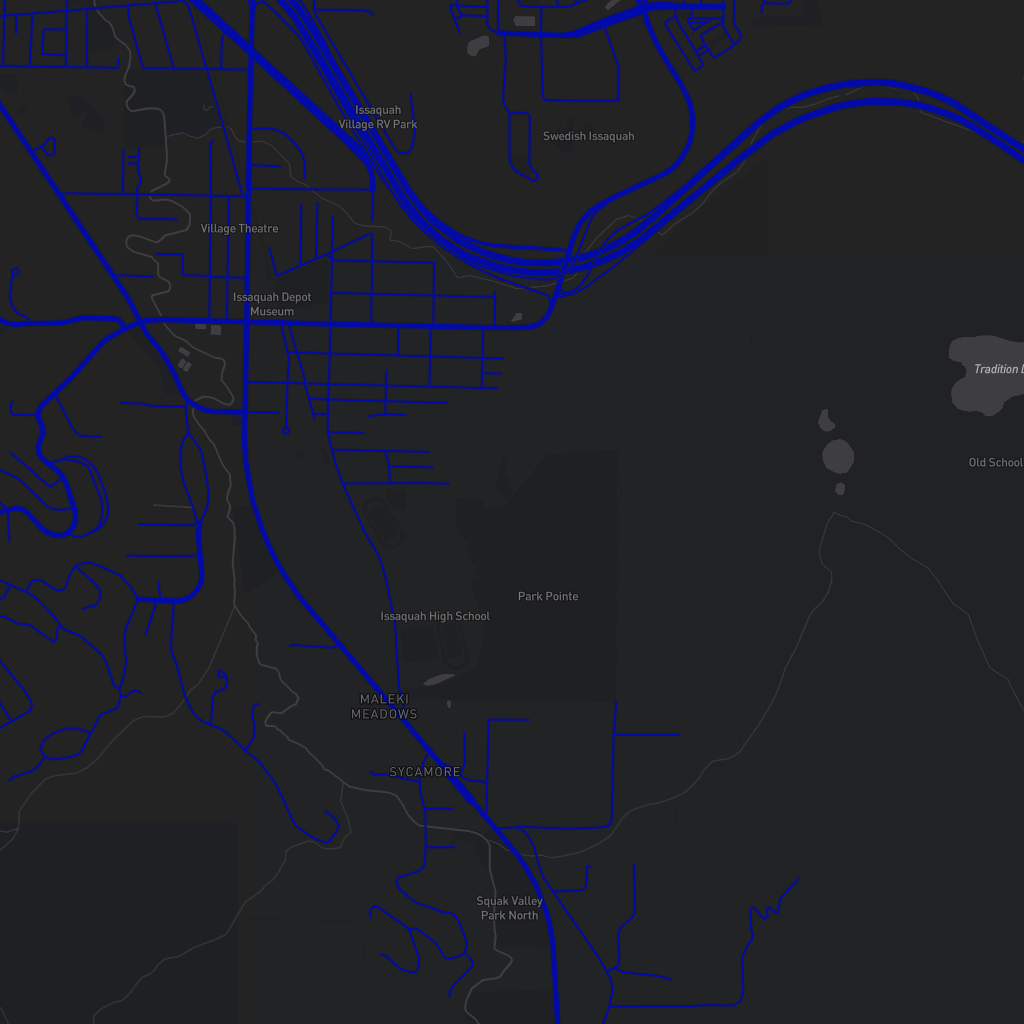 Issaquah
Village RV Park
Swedish Issaquah
Village Theatre
Issaquah Depot
Museum
Tradition
Old School
Park Pointe
Issaquah High School
MALEKI
MEADOWS
SYCAMORE
Squak Valley
Park North